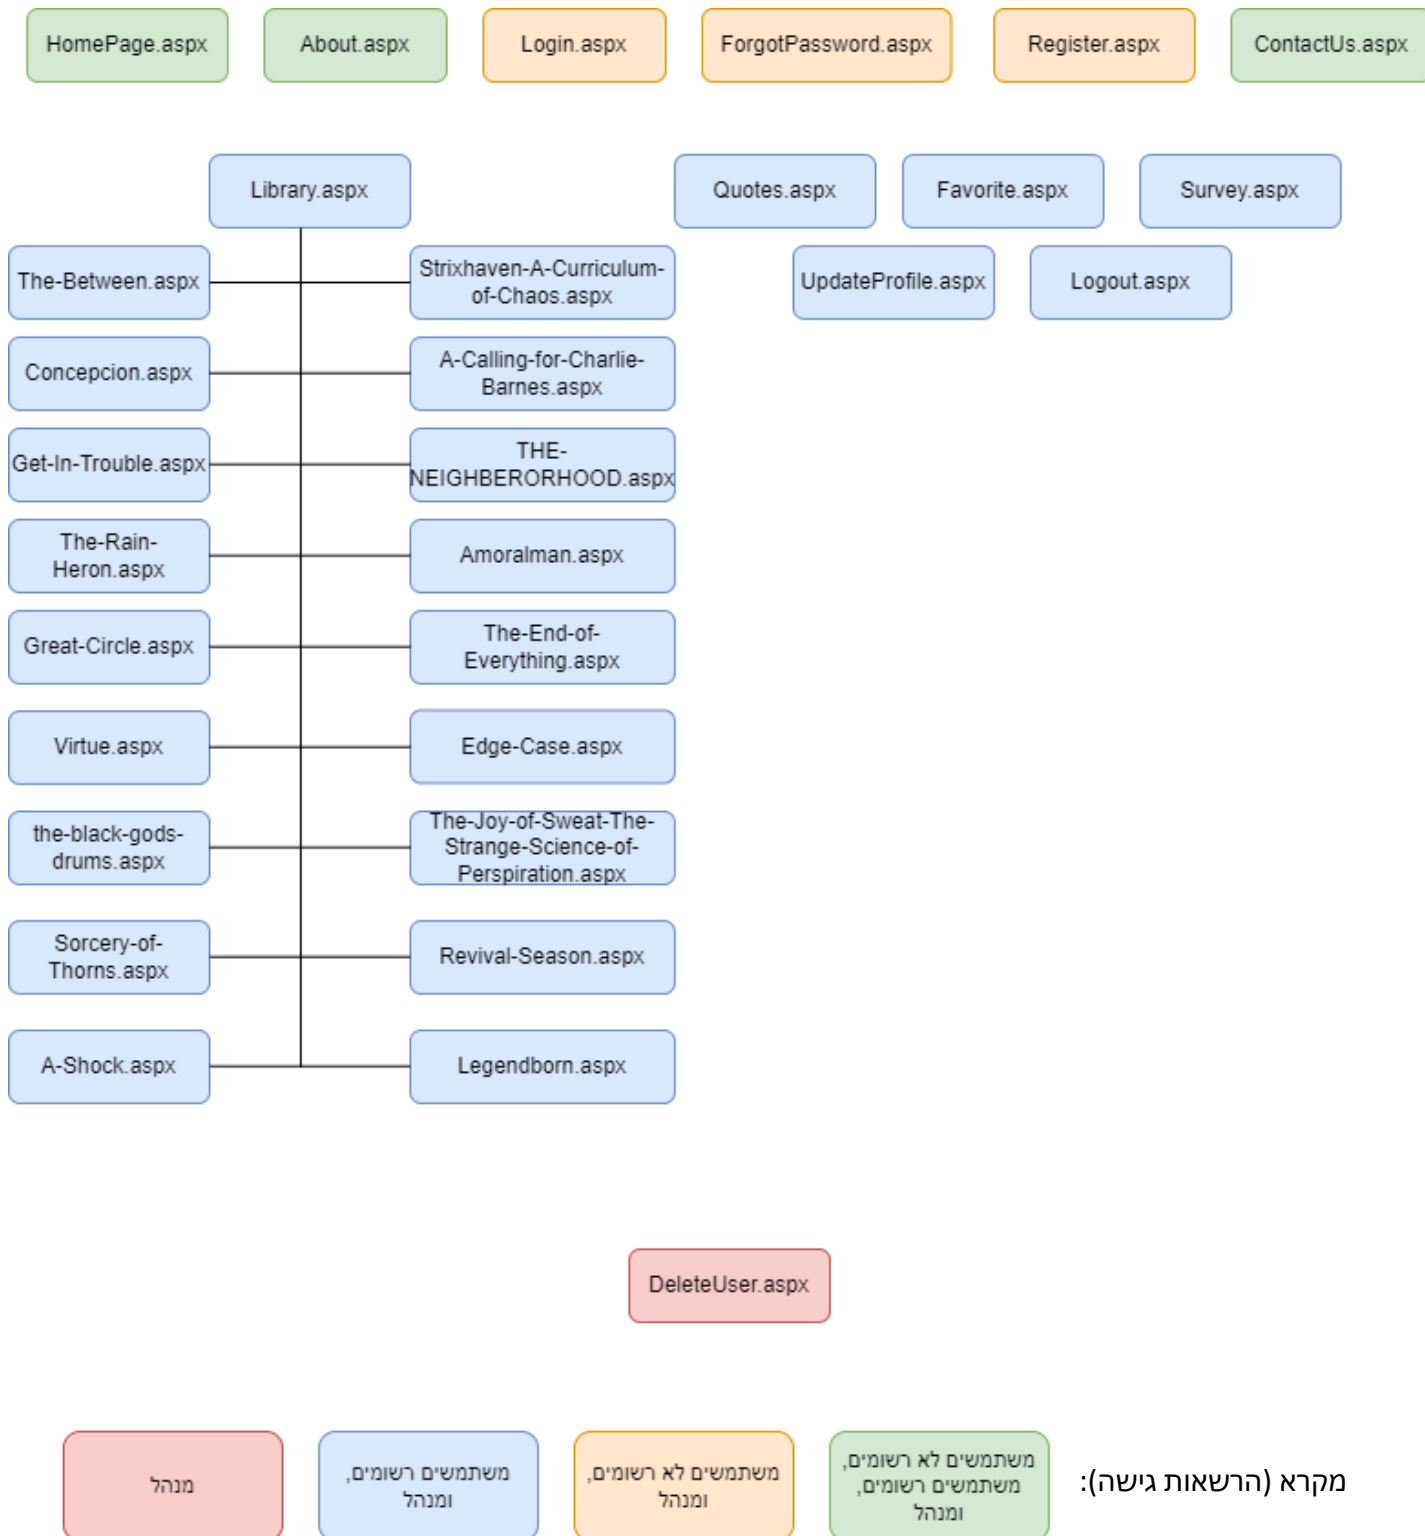 HomePage.aspx
About.aspx
Login.aspx
ForgotPassword.aspx
Register.aspx
ContactUs.aspx
Library.aspx
Quotes.aspx
Favorite.aspx
Survey.aspx
The-Between.aspx
Strixhaven-A-Curriculum-
of-Chaos.aspx
UpdateProfile.aspx
Logout.aspx
Concepcion.aspx
A-Calling-for-Charlie-
Barnes.aspx
Get-In-Trouble.aspx
THE-
NEIGHBERORHOOD.aspx
The-Rain-
Heron.aspx
Amoralman.aspx
Great-Circle.aspx
The-End-of-
Everything.aspx
Virtue.aspx
Edge-Case.aspx
the-black-gods-
drums.aspx
The-Joy-of-Sweat-The-
Strange-Science-of-
Perspiration.aspx
Sorcery-of-
Thorns.aspx
Revival-Season.aspx
A-Shock.aspx
Legendborn.aspx
DeleteUser.aspx
מקרא (הרשאות גישה):
משתמשים לא רשומים,
משתמשים רשומים,
ומנהל
משתמשים לא רשומים,
ומנהל
משתמשים רשומים,
ומנהל
מנהל